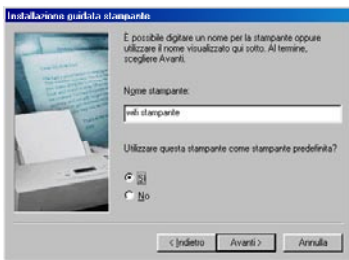 Installazione guidata stampante
È possibile digitare un nome per la stampante oppure
utilizzare il nome visualizzato qui sotto. Al termine,
scegliere Avanti.
Nome stampante:
wifi stampante
Utilizzare questa stampante come stampante predefinita?
Sì
No
< Indietro
Avanti >
Annulla